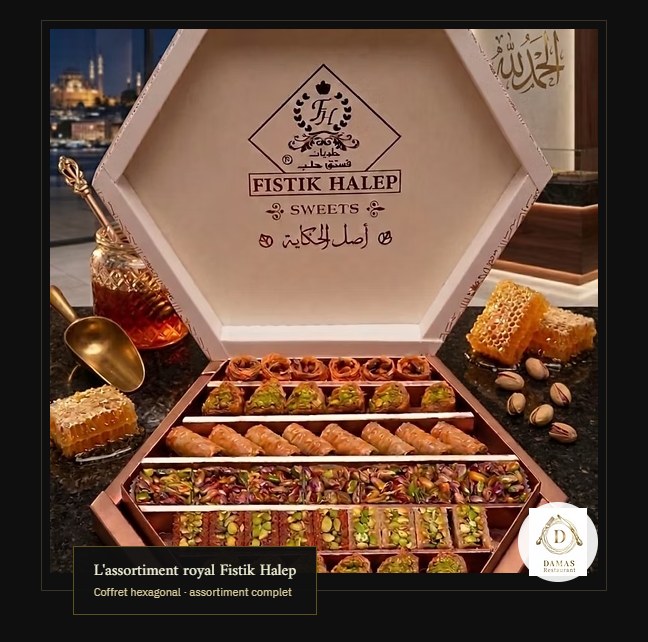 الحمد لله
FH
حلويات
فستق حلب
®
FISTIK HALEP
SWEETS
أصل الحكاية
D
DAMAS
Restaurant
L'assortiment royal Fistik Halep
Coffret hexagonal · assortiment complet